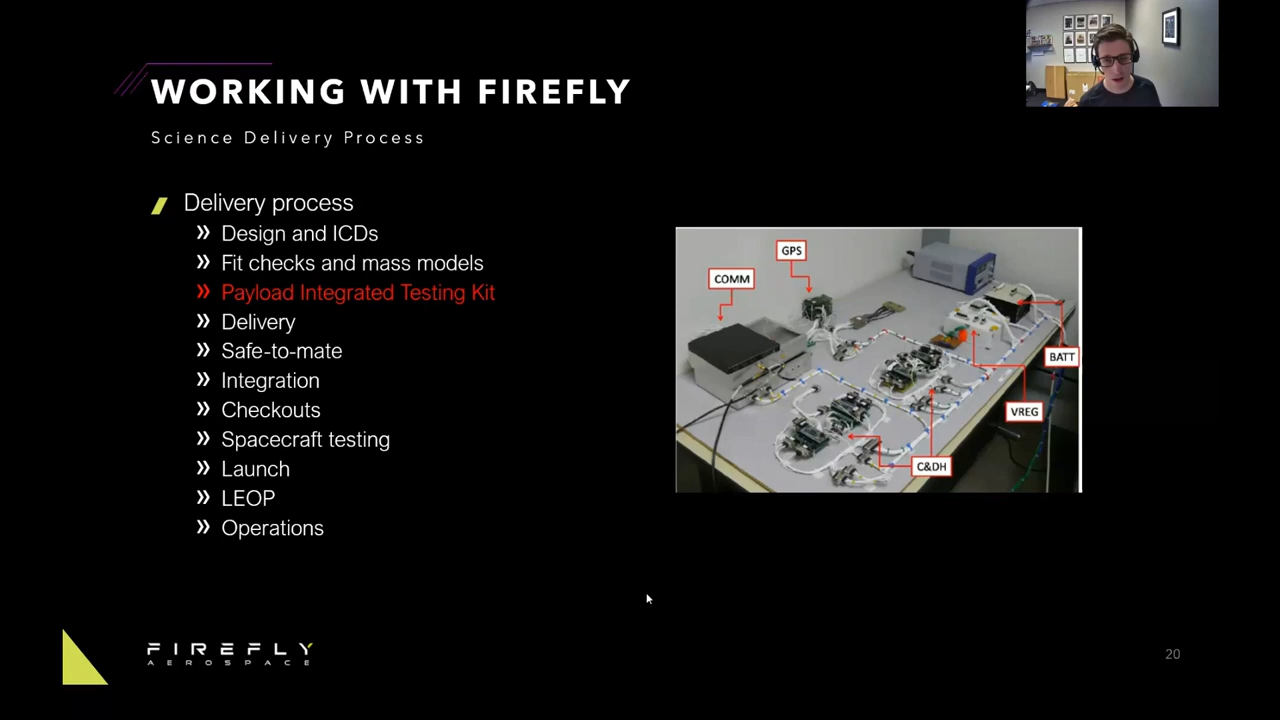 WORKING WITH FIREFLY
Science Delivery Process
Delivery process
» Design and ICDs
» Fit checks and mass models
» Payload Integrated Testing Kit
» Delivery
» Safe-to-mate
» Integration
» Checkouts
» Spacecraft testing
» Launch
» LEOP
» Operations
GPS
COMM
BATT
VREG
C&DH
FIREFLY
AEROSPACE
20